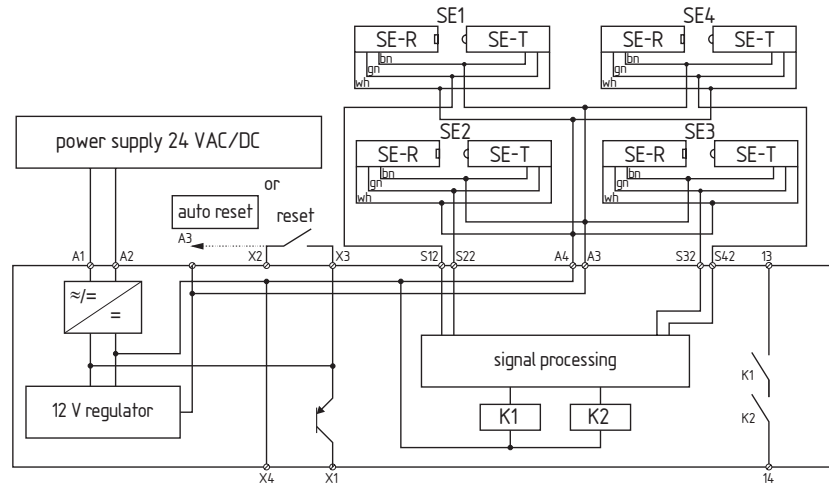 SE1 SE4
SE-R SE-T SE-R SE-T
bn bn
gn gn
wh wh
power supply 24 VAC/DC
SE2 SE3
SE-R SE-T SE-R SE-T
bn bn
gn gn
wh wh
or
auto reset reset
A3
A1 A2 X2 X3 S12 S22 A4 A3 S32 S42 13
≈/=
=
signal processing
K1
12 V regulator K1 K2 K2
X4 X1 14